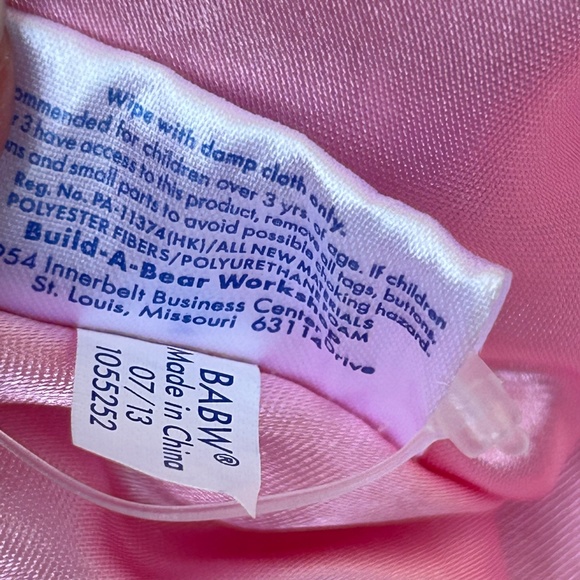 Wipe with damp cloth only.
ommended for children over 3 yrs. of age. If children
r 3 have access to this product, remove all tags, buttons,
ns and small parts to avoid possible choking hazard.
Reg. No. PA-11374(HK)/ALL NEW MATERIALS
POLYESTER FIBERS/POLYURETHANE FOAM
Build-A-Bear Workshop
954 Innerbelt Business Center Drive
St. Louis, Missouri 63114
BABW®
Made in China
07/13
1055252